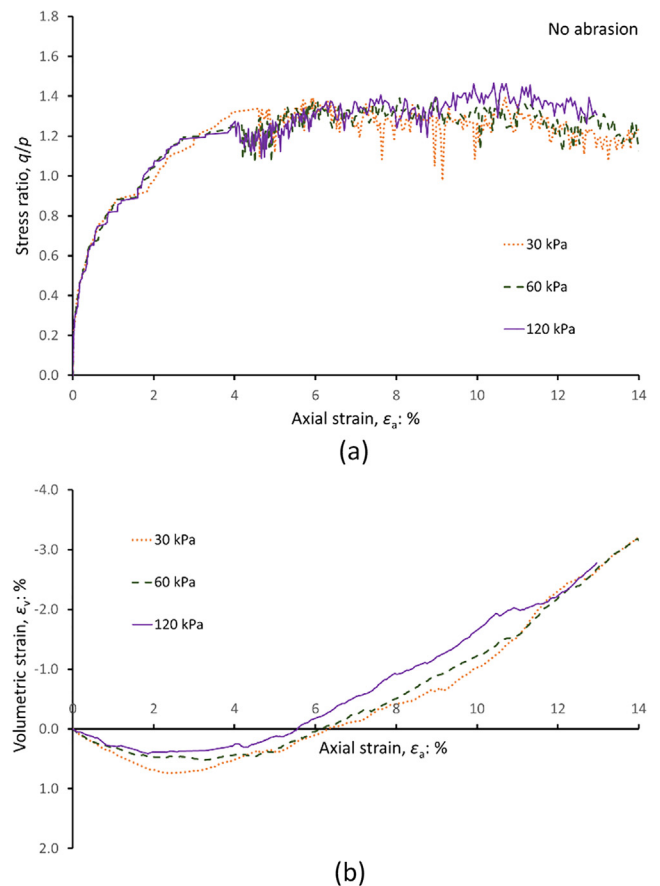 1.8
No abrasion
1.6
1.4
1.2
1.0
0.8
0.6
0.4
0.2
0.0
Stress ratio, q/p
30 kPa
60 kPa
120 kPa
0 2 4 6 8 10 12 14
Axial strain, εa: %
(a)
-4.0
-3.0
-2.0
-1.0
0.0
1.0
2.0
Volumetric strain, εv: %
30 kPa
60 kPa
120 kPa
0 2 4 6 8 10 12 14
Axial strain, εa: %
(b)